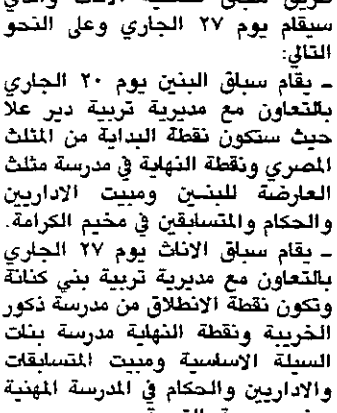 سيقام يوم ٢٧ الجاري وعلى النحو
التالي:
ـ يقام سباق البنين يوم ٢٠ الجاري
بالتعاون مع مديرية تربية دير علا
حيث ستكون نقطة البداية من المثلث
المصري ونقطة النهاية في مدرسة مثلث
العارضة للبنين ومبيت الاداريين
والحكام والمتسابقين في مخيم الكرامة.
ـ يقام سباق الاناث يوم ٢٧ الجاري
بالتعاون مع مديرية تربية بني كنانة
وتكون نقطة الانطلاق من مدرسة ذكور
الخريبة ونقطة النهاية مدرسة بنات
السيلة الاساسية ومبيت المتسابقات
والاداريين والحكام في المدرسة المهنية